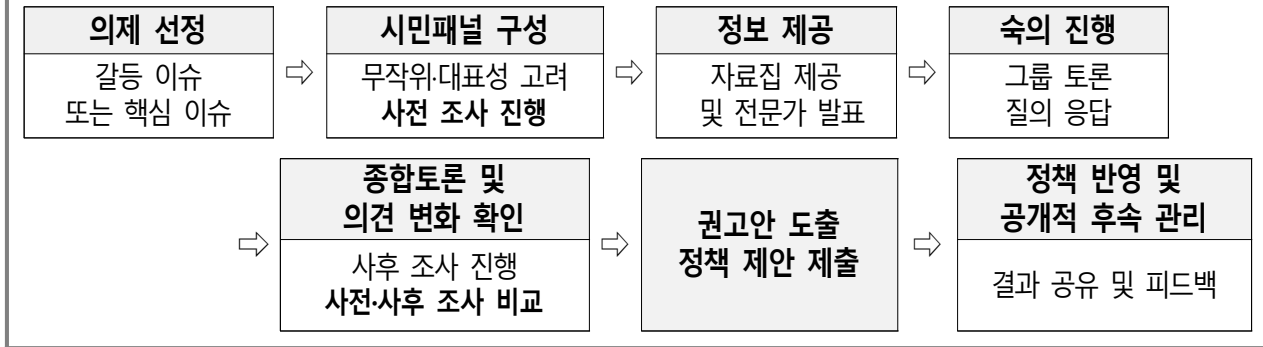 의제 선정
갈등 이슈
또는 핵심 이슈
⇨
시민패널 구성
무작위·대표성 고려
사전 조사 진행
⇨
정보 제공
자료집 제공
및 전문가 발표
⇨
숙의 진행
그룹 토론
질의 응답
⇨
종합토론 및
의견 변화 확인
사후 조사 진행
사전·사후 조사 비교
⇨
권고안 도출
정책 제안 제출
⇨
정책 반영 및
공개적 후속 관리
결과 공유 및 피드백